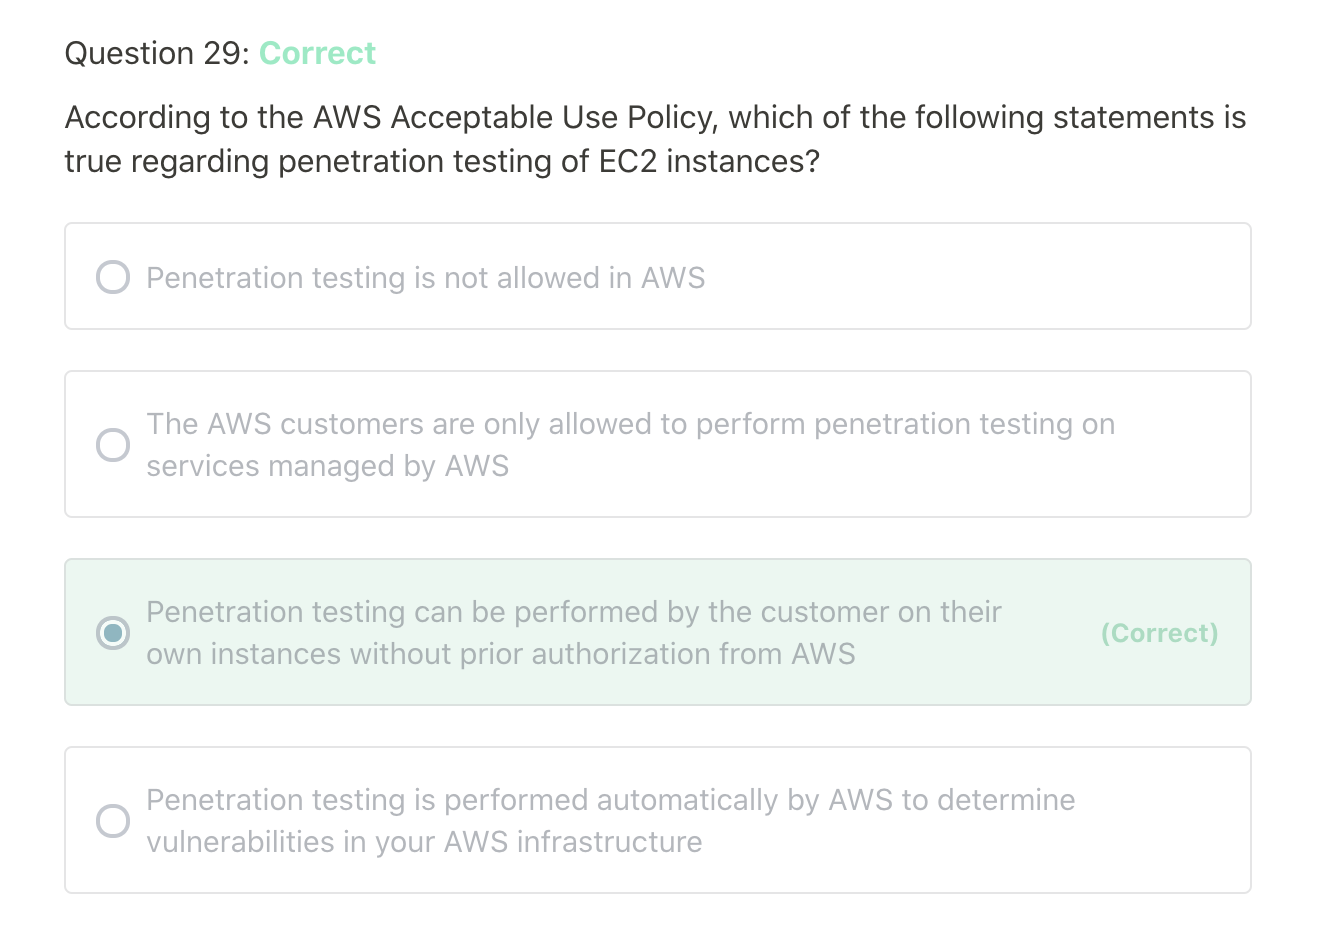 Question 29: Correct
According to the AWS Acceptable Use Policy, which of the following statements is
true regarding penetration testing of EC2 instances?
Penetration testing is not allowed in AWS
The AWS customers are only allowed to perform penetration testing on
services managed by AWS
Penetration testing can be performed by the customer on their
own instances without prior authorization from AWS
(Correct)
Penetration testing is performed automatically by AWS to determine
vulnerabilities in your AWS infrastructure